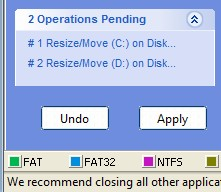 2 Operations Pending
# 1 Resize/Move (C:) on Disk...
# 2 Resize/Move (D:) on Disk...
Undo Apply
FAT FAT32 NTFS
We recommend closing all other applica